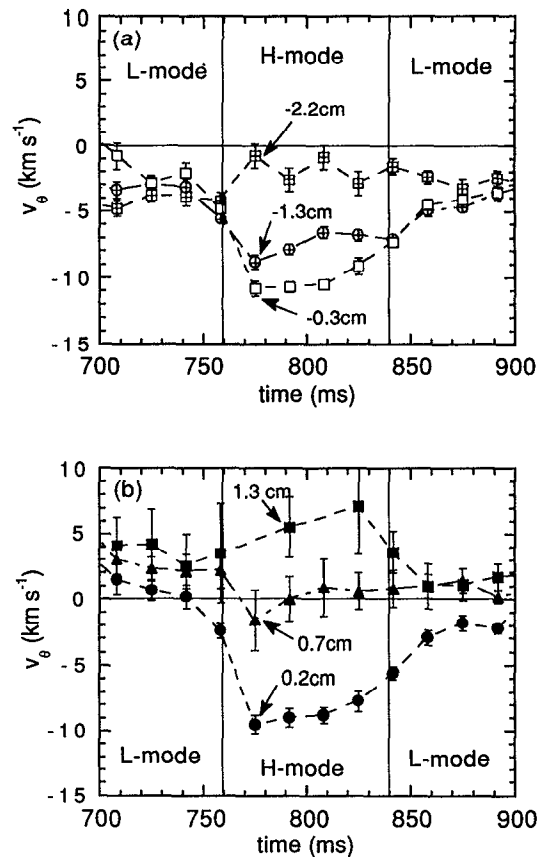 (a)
L-mode
H-mode
L-mode
-2.2cm
-1.3cm
-0.3cm
10
5
0
-5
-10
-15
vθ (km s⁻¹)
700 750 800 850 900
time (ms)
(b)
1.3 cm
0.7cm
0.2cm
L-mode
H-mode
L-mode
10
5
0
-5
-10
-15
vθ (km s⁻¹)
700 750 800 850 900
time (ms)